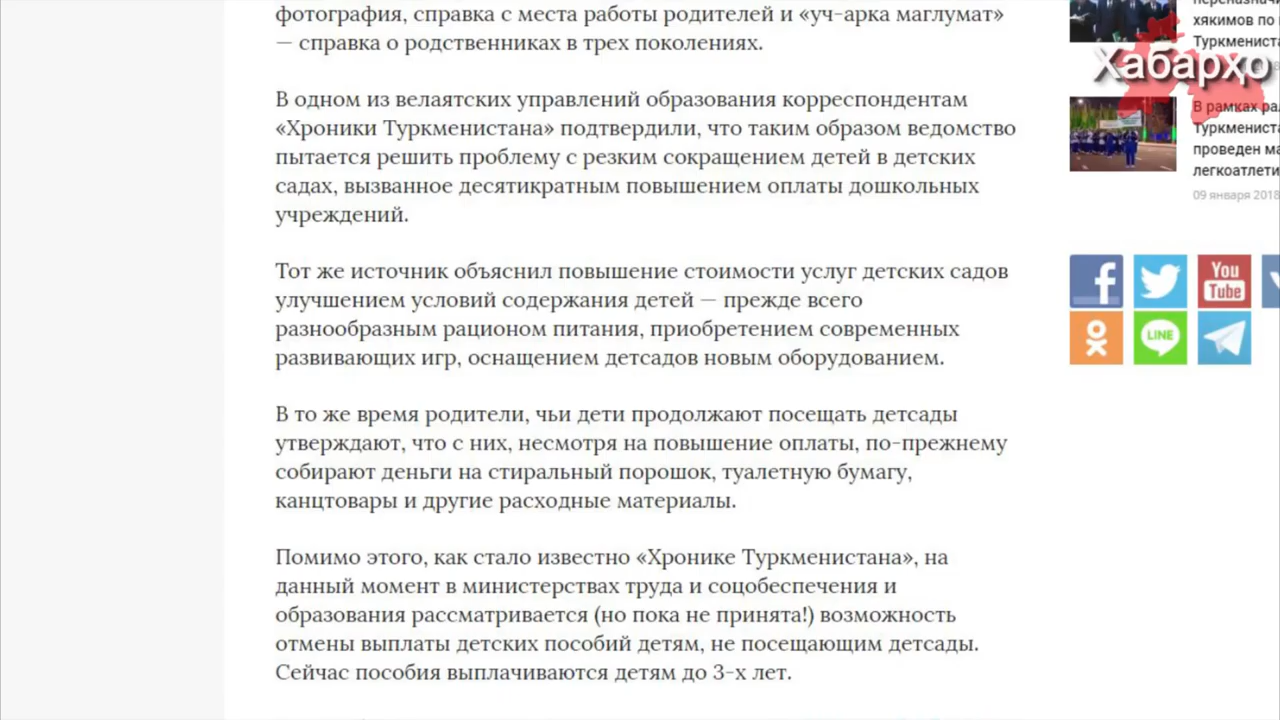 фотография, справка с места работы родителей и «уч-арка маглумат»
— справка о родственниках в трех поколениях.
В одном из велаятских управлений образования корреспондентам
«Хроники Туркменистана» подтвердили, что таким образом ведомство
пытается решить проблему с резким сокращением детей в детских
садах, вызванное десятикратным повышением оплаты дошкольных
учреждений.
Тот же источник объяснил повышение стоимости услуг детских садов
улучшением условий содержания детей — прежде всего
разнообразным рационом питания, приобретением современных
развивающих игр, оснащением детсадов новым оборудованием.
В то же время родители, чьи дети продолжают посещать детсады
утверждают, что с них, несмотря на повышение оплаты, по-прежнему
собирают деньги на стиральный порошок, туалетную бумагу,
канцтовары и другие расходные материалы.
Помимо этого, как стало известно «Хронике Туркменистана», на
данный момент в министерствах труда и соцобеспечения и
образования рассматривается (но пока не принята!) возможность
отмены выплаты детских пособий детям, не посещающим детсады.
Сейчас пособия выплачиваются детям до 3-х лет.
хякимов по
Туркмениста
Хабарҳо
В рамках
Туркмениста
проведен ма
легкоатлети
09 января 2018
You
Tube
LINE